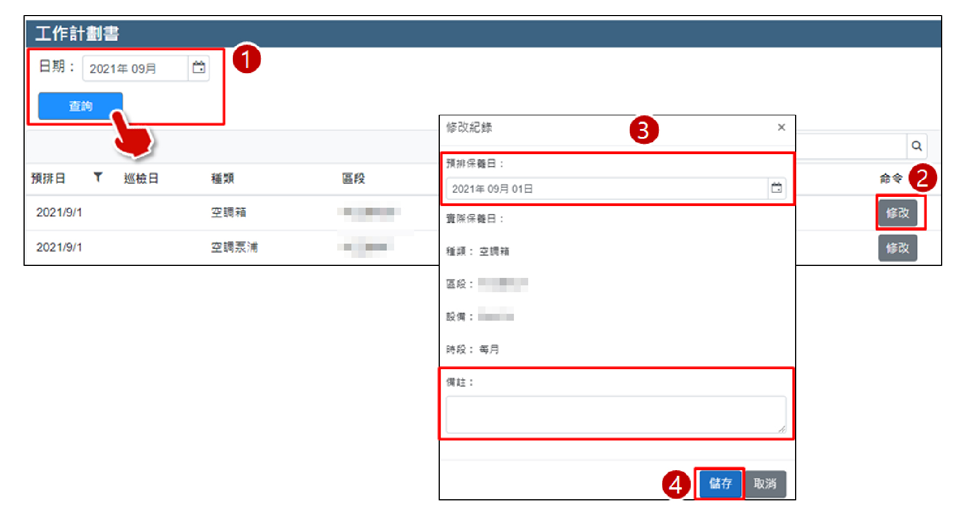 工作計劃書
日期： 2021年 09月
1
查詢
預排日 巡檢日 種類 區段 命令
2
2021/9/1 空調箱 修改
2021/9/1 空調泵浦 修改
修改紀錄 ×
3
預排保養日：
2021年 09月 01日
實際保養日：
種類： 空調箱
區段：
設備：
時段： 每月
備註：
4
儲存 取消